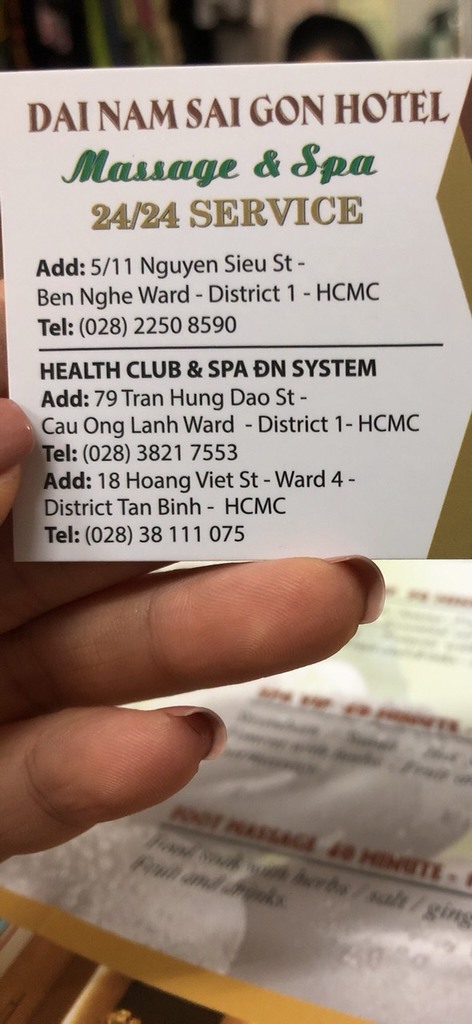 DAI NAM SAI GON HOTEL
Massage & Spa
24/24 SERVICE
Add: 5/11 Nguyen Sieu St -
Ben Nghe Ward - District 1 - HCMC
Tel: (028) 2250 8590
HEALTH CLUB & SPA ĐN SYSTEM
Add: 79 Tran Hung Dao St -
Cau Ong Lanh Ward - District 1- HCMC
Tel: (028) 3821 7553
Add: 18 Hoang Viet St - Ward 4 -
District Tan Binh - HCMC
Tel: (028) 38 111 075
SPA VIP 60 MINUTE
FOOT MASSAGE 60 MINUTE -
Foot soak with herbs / salt / ging
Fruit and drinks.